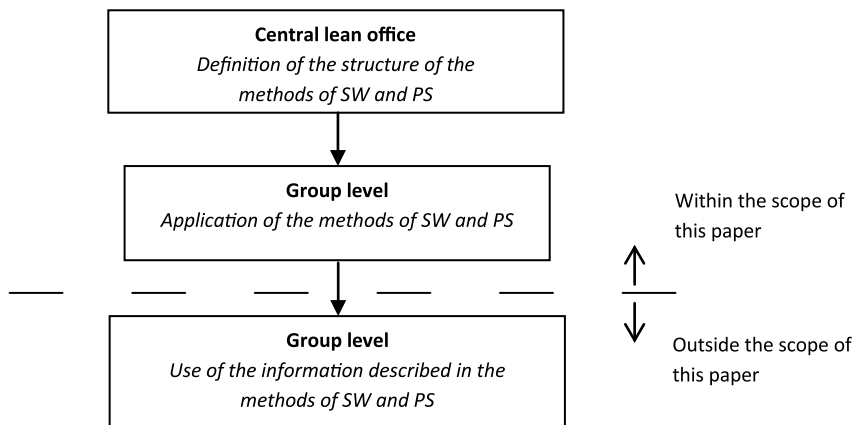 Central lean office
Definition of the structure of the
methods of SW and PS
Group level
Application of the methods of SW and PS
Within the scope of
this paper
Group level
Use of the information described in the
methods of SW and PS
Outside the scope of
this paper